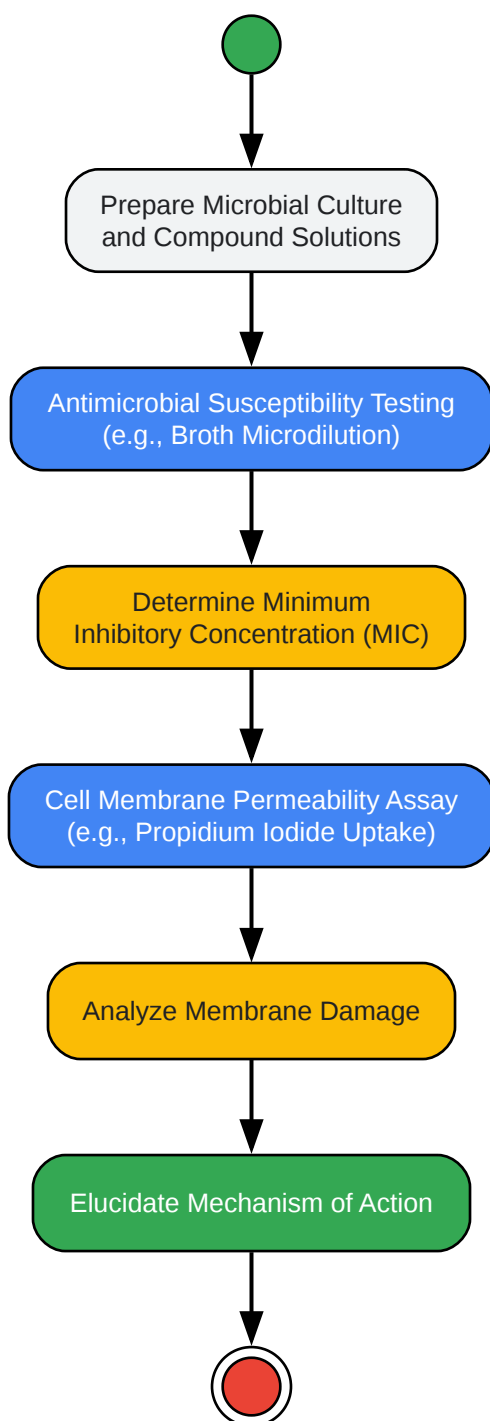 Prepare Microbial Culture
and Compound Solutions
Antimicrobial Susceptibility Testing
(e.g., Broth Microdilution)
Determine Minimum
Inhibitory Concentration (MIC)
Cell Membrane Permeability Assay
(e.g., Propidium Iodide Uptake)
Analyze Membrane Damage
Elucidate Mechanism of Action